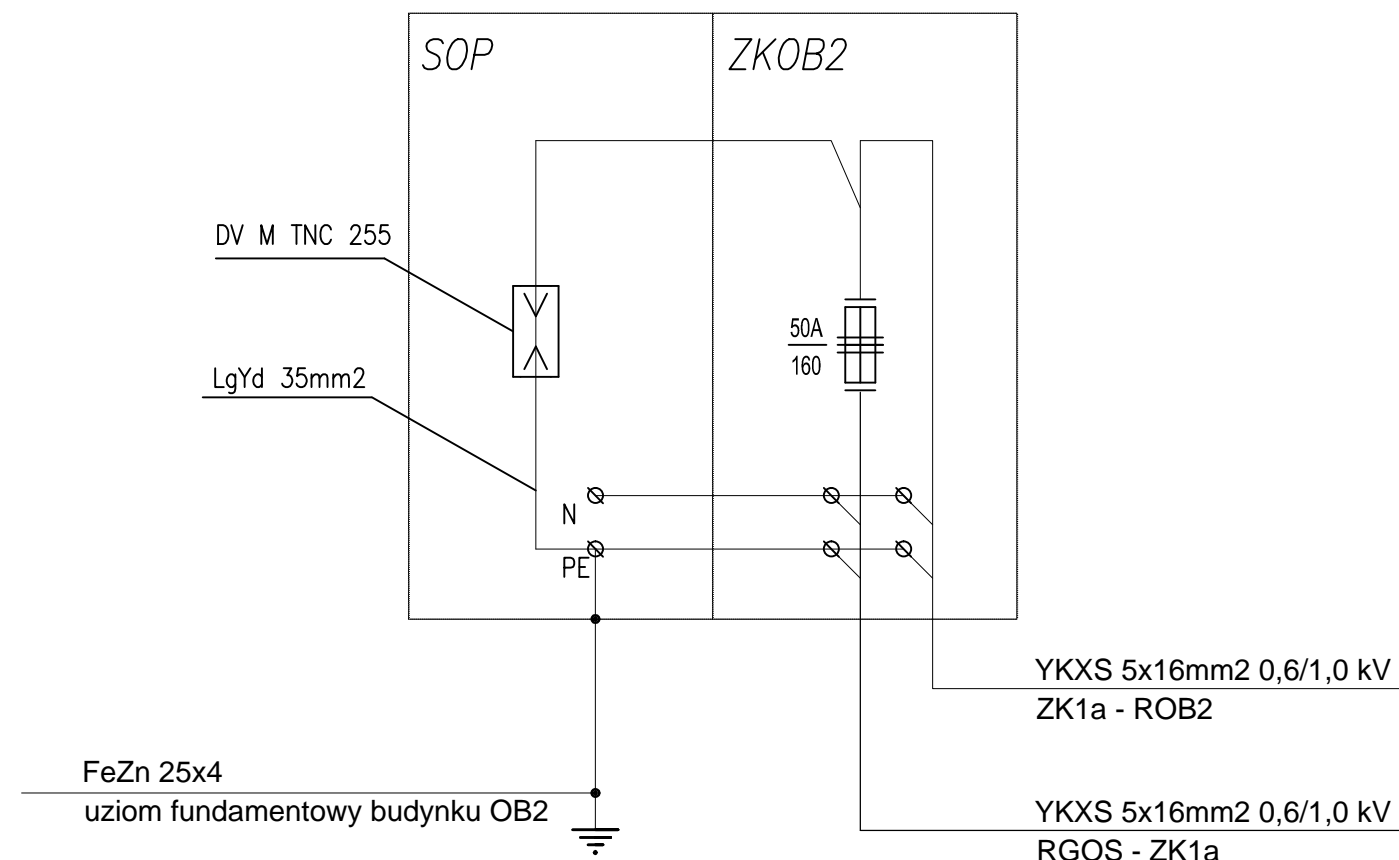 SOP
ZKOB2
DV M TNC 255
50A
160
LgYd 35mm2
N
PE
YKXS 5x16mm2 0,6/1,0 kV
ZK1a - ROB2
FeZn 25x4
uziom fundamentowy budynku OB2
YKXS 5x16mm2 0,6/1,0 kV
RGOS - ZK1a